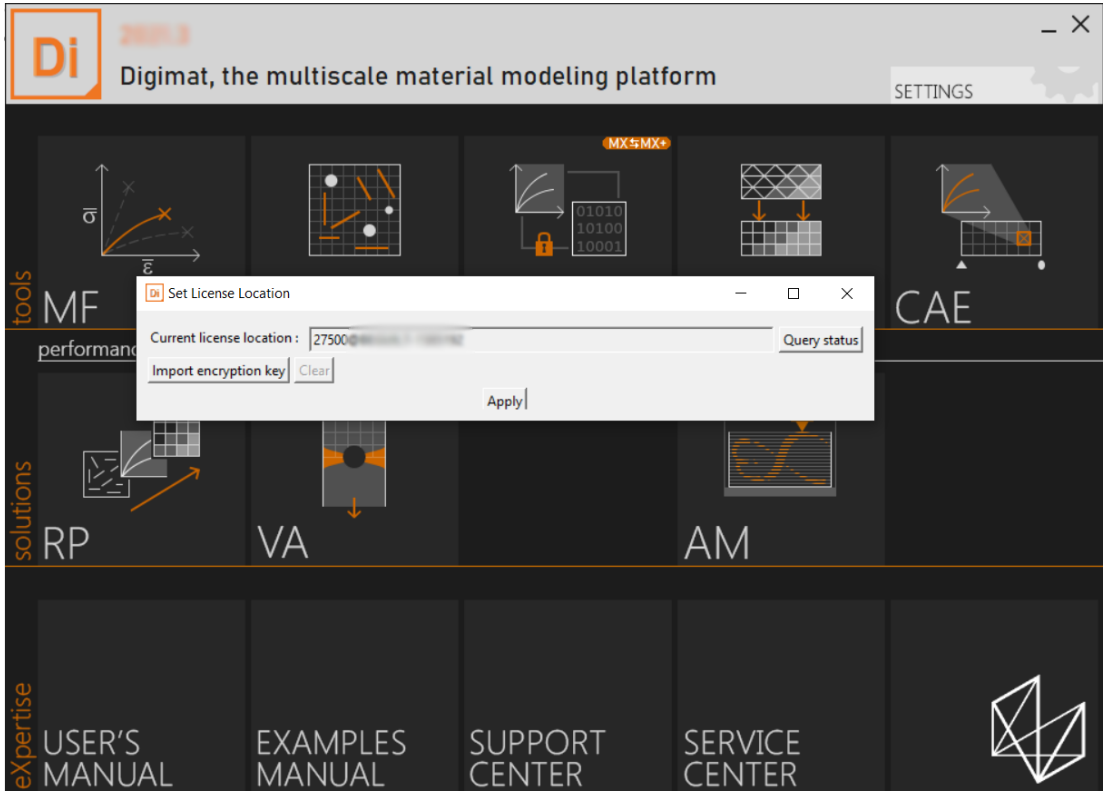 Di
Digimat, the multiscale material modeling platform
SETTINGS
tools
MX⇆MX+
σ
ε
01010
10100
10001
MF
CAE
Di Set License Location
Current license location :
27500@
Query status
Import encryption key
Clear
Apply
solutions
RP
VA
AM
eXpertise
USER'S
MANUAL
EXAMPLES
MANUAL
SUPPORT
CENTER
SERVICE
CENTER